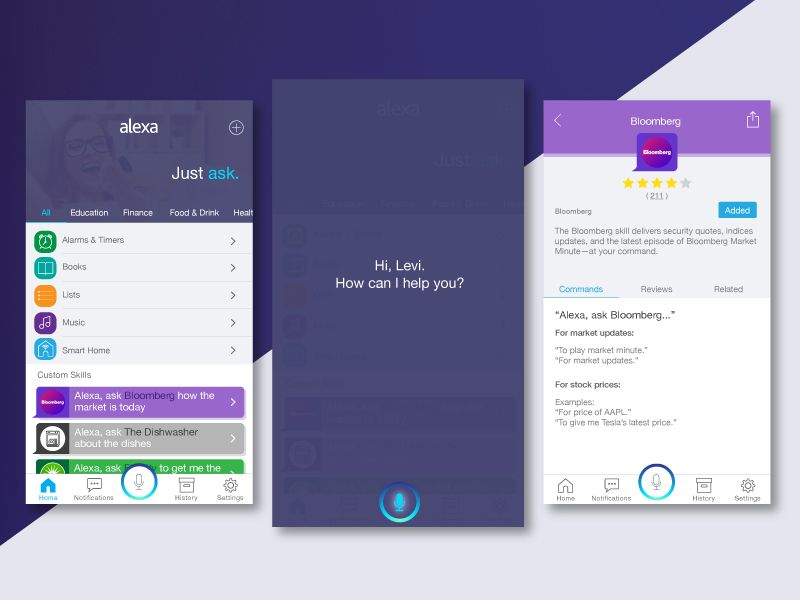 alexa
Just ask.
All
Education
Finance
Food & Drink
Healt
Alarms & Timers
Books
Lists
Music
Smart Home
Custom Skills
Bloomberg
Alexa, ask Bloomberg how the
market is today
Alexa, ask The Dishwasher
about the dishes
Alexa, ask to get me the
Home
Notifications
History
Settings
alexa
Just ask.
Hi, Levi.
How can I help you?
Bloomberg
Bloomberg
(211)
Bloomberg
Added
The Bloomberg skill delivers security quotes, indices
updates, and the latest episode of Bloomberg Market
Minute—at your command.
Commands
Reviews
Related
“Alexa, ask Bloomberg...”
For market updates:
“To play market minute.”
“For market updates.”
For stock prices:
Examples:
“For price of AAPL.”
“To give me Tesla's latest price.”
Home
Notifications
History
Settings